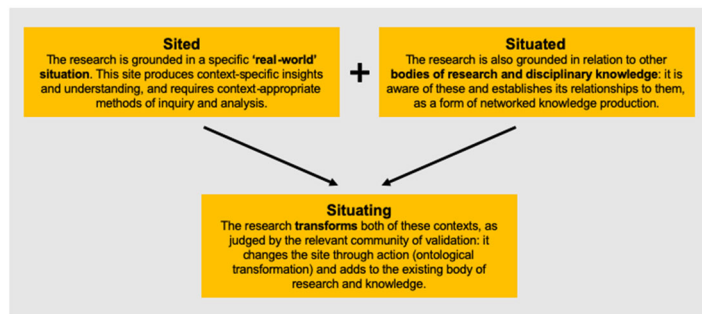 Sited
The research is grounded in a specific ‘real-world’
situation. This site produces context-specific insights
and understanding, and requires context-appropriate
methods of inquiry and analysis.
+
Situated
The research is also grounded in relation to other
bodies of research and disciplinary knowledge: it is
aware of these and establishes its relationships to them,
as a form of networked knowledge production.
Situating
The research transforms both of these contexts, as
judged by the relevant community of validation: it
changes the site through action (ontological
transformation) and adds to the existing body of
research and knowledge.